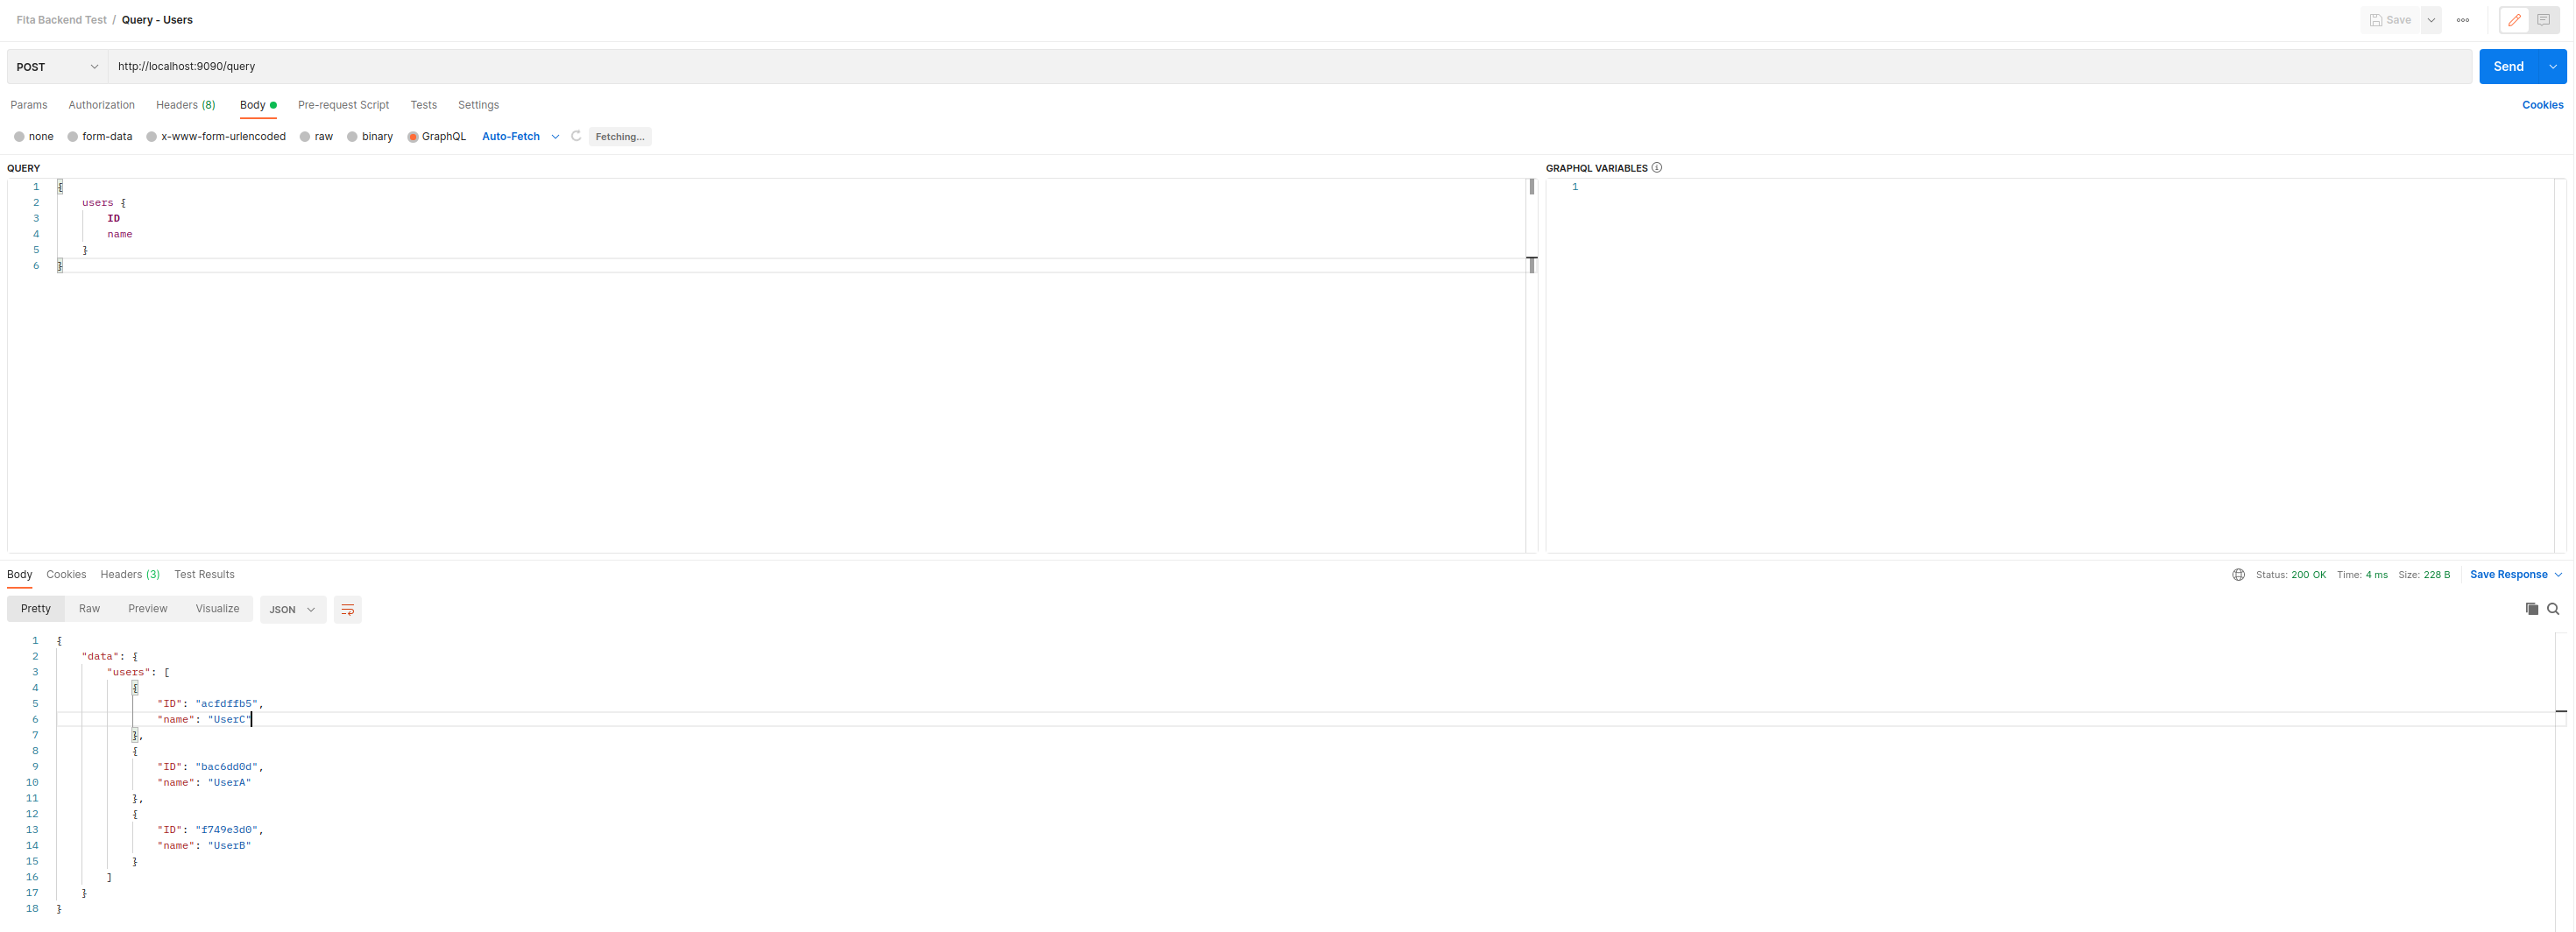 Fita Backend Test / Query - Users
Save
POST http://localhost:9090/query Send
Params Authorization Headers (8) Body Pre-request Script Tests Settings Cookies
none form-data x-www-form-urlencoded raw binary GraphQL Auto-Fetch Fetching...
QUERY
1 {
2 users {
3 ID
4 name
5 }
6 }
GRAPHQL VARIABLES
1
Body Cookies Headers (3) Test Results Status: 200 OK Time: 4 ms Size: 228 B Save Response
Pretty Raw Preview Visualize JSON
1 {
2 "data": {
3 "users": [
4 {
5 "ID": "acfdffb5",
6 "name": "UserC"
7 },
8 {
9 "ID": "bac6dd0d",
10 "name": "UserA"
11 },
12 {
13 "ID": "f749e3d0",
14 "name": "UserB"
15 }
16 ]
17 }
18 }